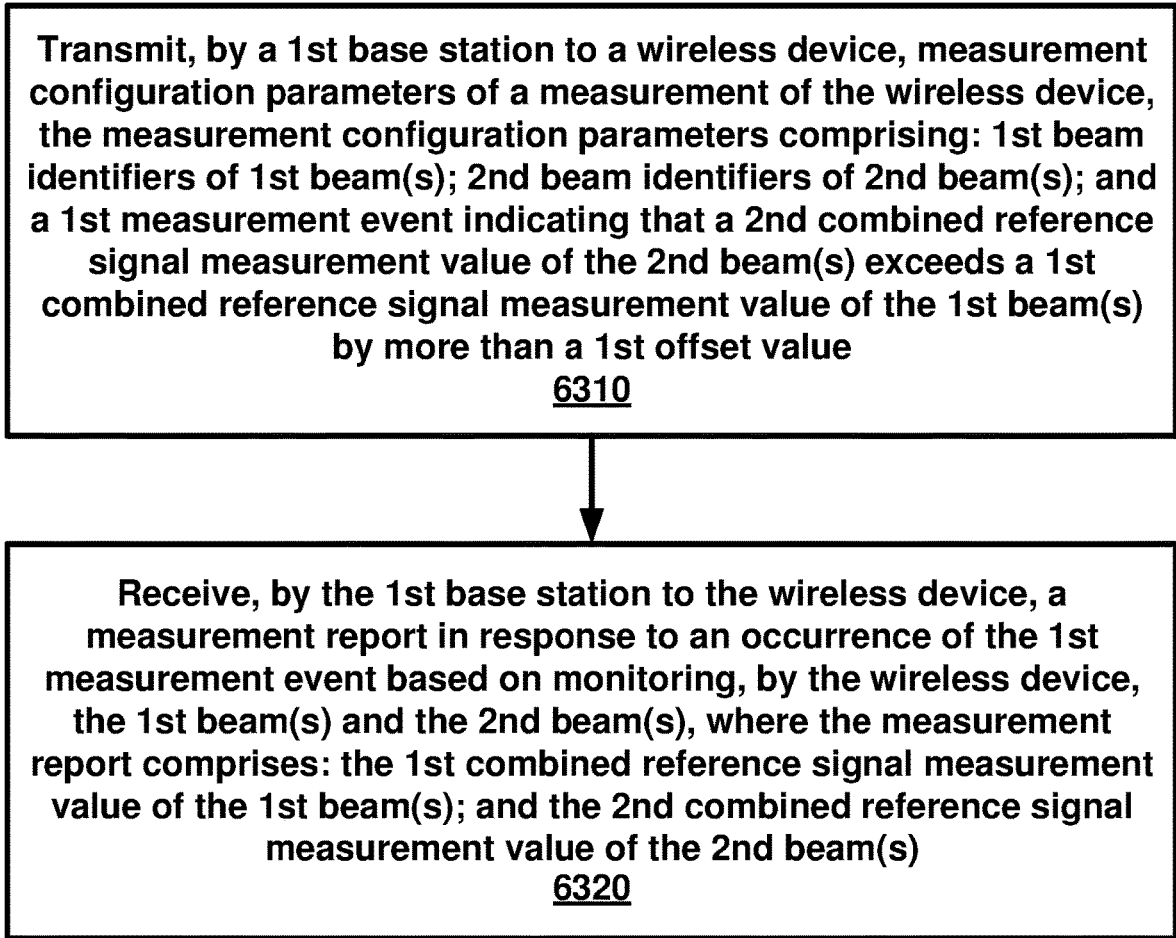 Transmit, by a 1st base station to a wireless device, measurement
configuration parameters of a measurement of the wireless device,
the measurement configuration parameters comprising: 1st beam
identifiers of 1st beam(s); 2nd beam identifiers of 2nd beam(s); and
a 1st measurement event indicating that a 2nd combined reference
signal measurement value of the 2nd beam(s) exceeds a 1st
combined reference signal measurement value of the 1st beam(s)
by more than a 1st offset value
6310
Receive, by the 1st base station to the wireless device, a
measurement report in response to an occurrence of the 1st
measurement event based on monitoring, by the wireless device,
the 1st beam(s) and the 2nd beam(s), where the measurement
report comprises: the 1st combined reference signal measurement
value of the 1st beam(s); and the 2nd combined reference signal
measurement value of the 2nd beam(s)
6320